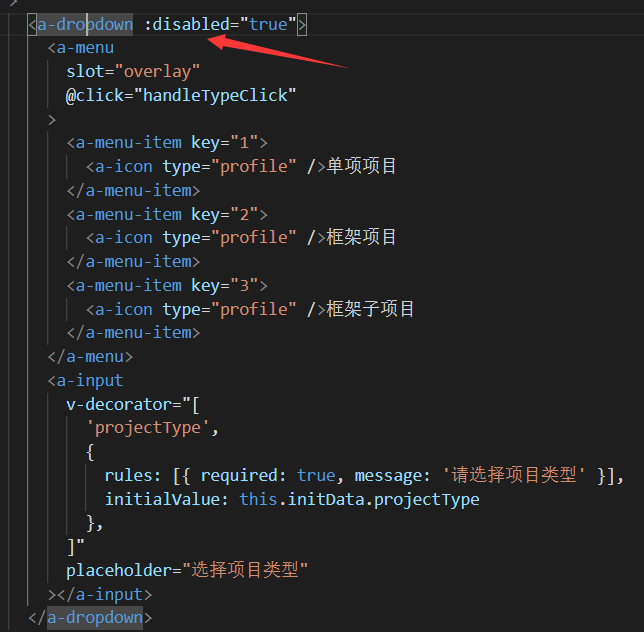 >
<a-dropdown :disabled="true">
<a-menu
slot="overlay"
@click="handleTypeClick"
>
<a-menu-item key="1">
<a-icon type="profile" />单项项目
</a-menu-item>
<a-menu-item key="2">
<a-icon type="profile" />框架项目
</a-menu-item>
<a-menu-item key="3">
<a-icon type="profile" />框架子项目
</a-menu-item>
</a-menu>
<a-input
v-decorator="[
'projectType',
{
rules: [{ required: true, message: '请选择项目类型' }],
initialValue: this.initData.projectType
},
]"
placeholder="选择项目类型"
></a-input>
</a-dropdown>